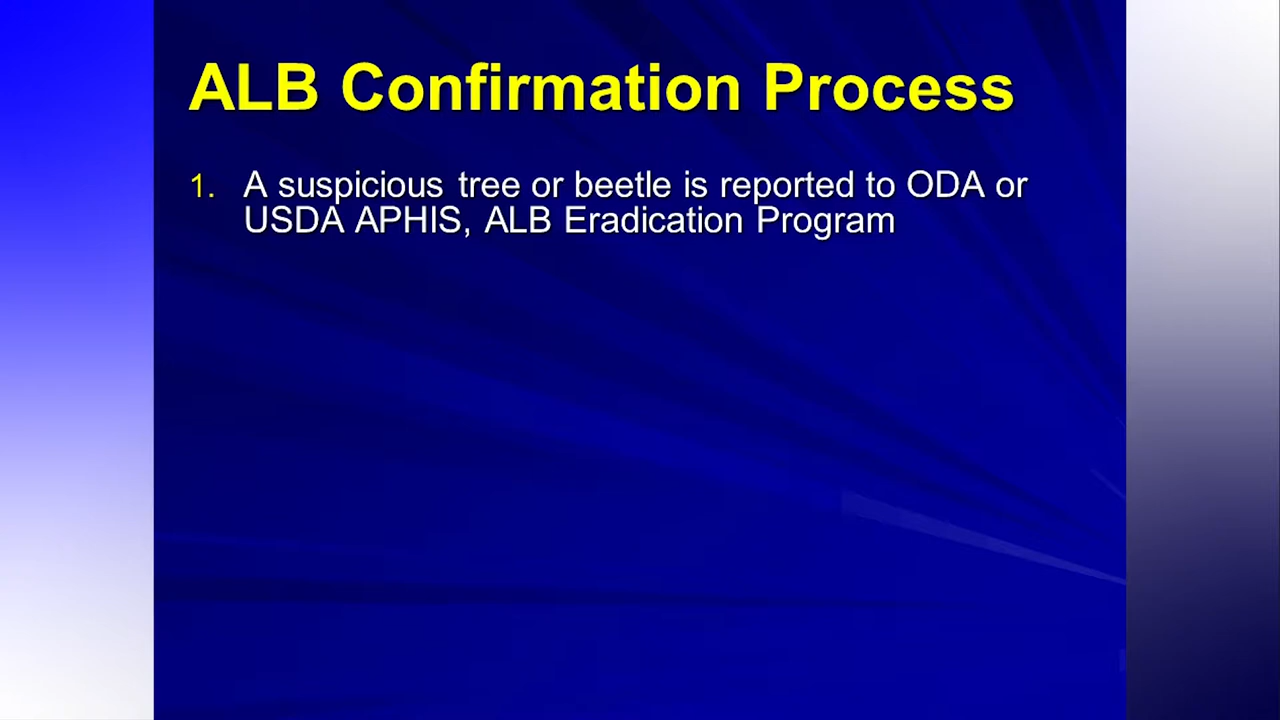 ALB Confirmation Process
1. A suspicious tree or beetle is reported to ODA or
USDA APHIS, ALB Eradication Program